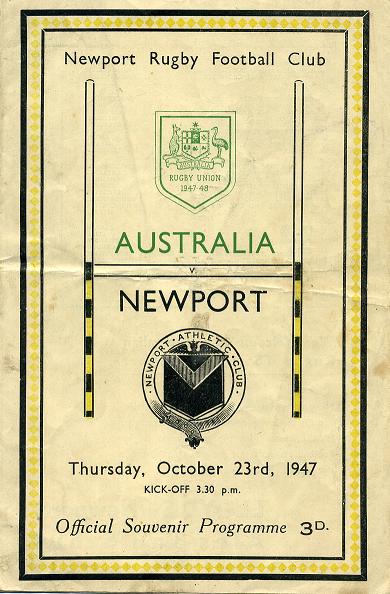 Newport Rugby Football Club
AUSTRALIA
RUGBY UNION
1947-48
AUSTRALIA
v.
NEWPORT
· NEWPORT · ATHLETIC · CLUB ·
Thursday, October 23rd, 1947
KICK-OFF 3.30 p.m.
Official Souvenir Programme 3D.